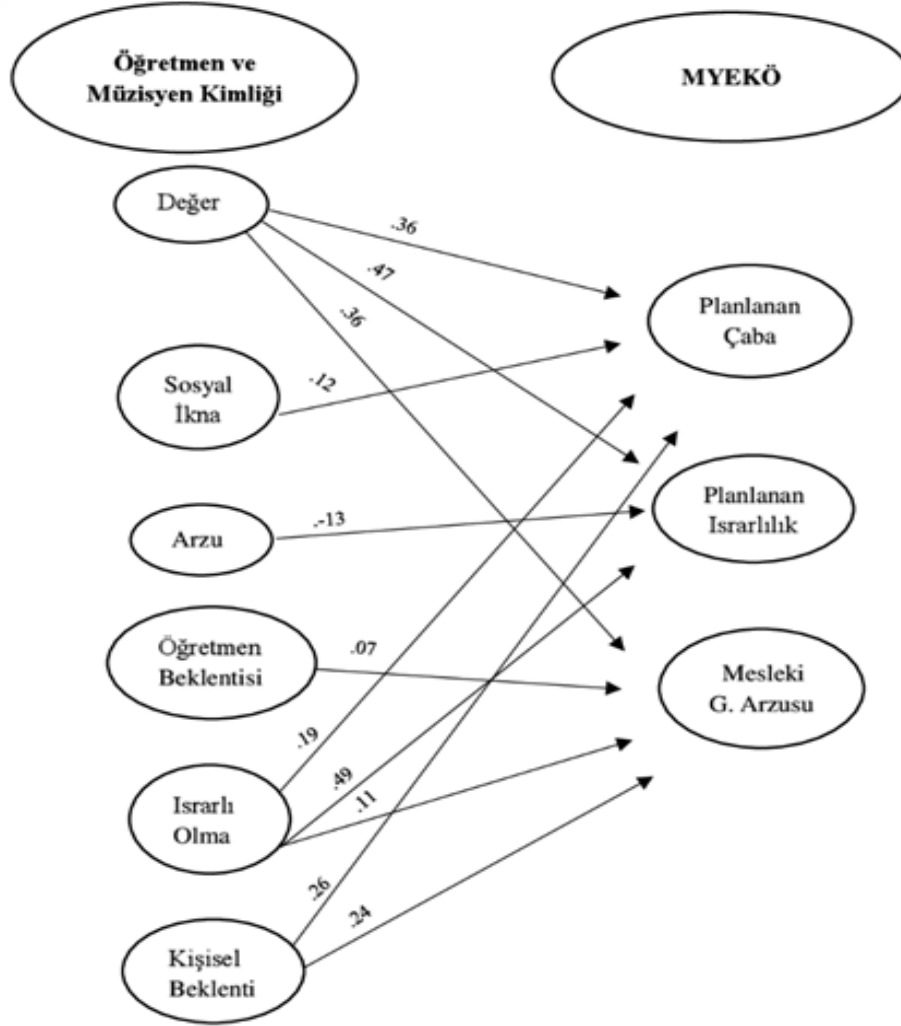 Öğretmen ve
Müzisyen Kimliği
MYEKÖ
Değer
.36
.47
.36
Planlanan
Çaba
Sosyal
İkna
.12
Arzu
.-13
Planlanan
Israrlılık
Öğretmen
Beklentisi
.07
Mesleki
G. Arzusu
Israrlı
Olma
.19
.49
.11
Kişisel
Beklenti
.26
.24